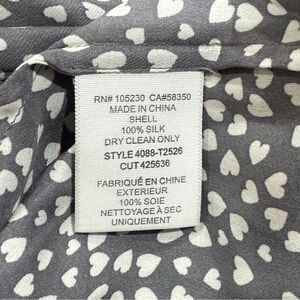 RN# 105230 CA#58350
MADE IN CHINA
SHELL
100% SILK
DRY CLEAN ONLY
STYLE 4088-T2526
CUT 425636
FABRIQUÉ EN CHINE
EXTERIEUR
100% SOIE
NETTOYAGE À SEC
UNIQUEMENT